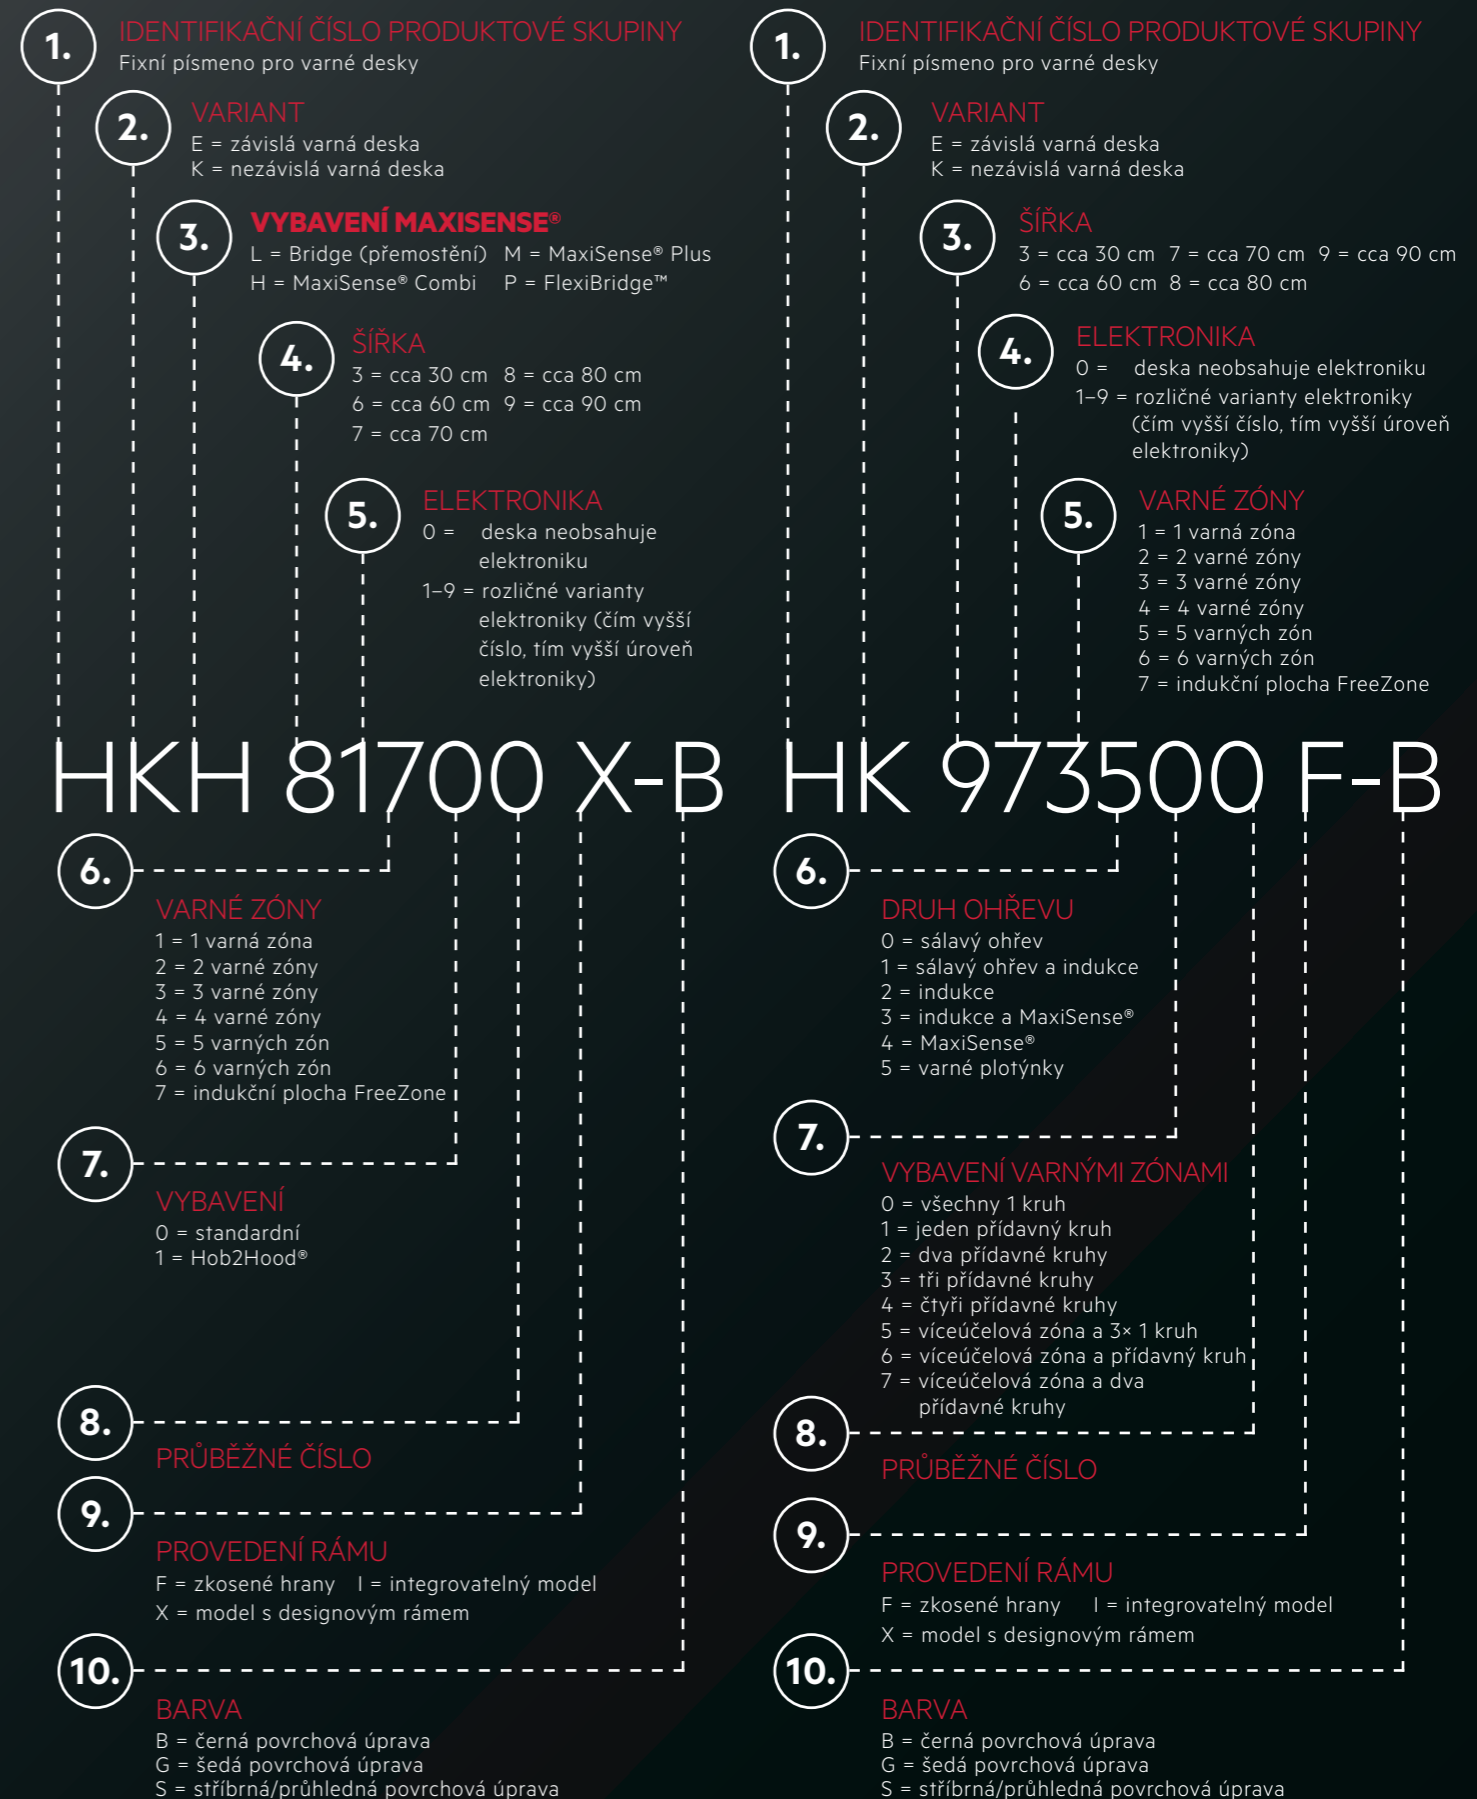 1.
IDENTIFIKAČNÍ ČÍSLO PRODUKTOVÉ SKUPINY
Fixní písmeno pro varné desky
2.
VARIANT
E = závislá varná deska
K = nezávislá varná deska
3.
VYBAVENÍ MAXISENSE®
L = Bridge (přemostění) M = MaxiSense® Plus
H = MaxiSense® Combi P = FlexiBridge™
4.
ŠÍŘKA
3 = cca 30 cm 8 = cca 80 cm
6 = cca 60 cm 9 = cca 90 cm
7 = cca 70 cm
5.
ELEKTRONIKA
0 = deska neobsahuje
elektroniku
1–9 = rozličné varianty
elektroniky (čím vyšší
číslo, tím vyšší úroveň
elektroniky)
HKH 81700 X-B
6.
VARNÉ ZÓNY
1 = 1 varná zóna
2 = 2 varné zóny
3 = 3 varné zóny
4 = 4 varné zóny
5 = 5 varných zón
6 = 6 varných zón
7 = indukční plocha FreeZone
7.
VYBAVENÍ
0 = standardní
1 = Hob2Hood®
8.
PRŮBĚŽNÉ ČÍSLO
9.
PROVEDENÍ RÁMU
F = zkosené hrany I = integrovatelný model
X = model s designovým rámem
10.
BARVA
B = černá povrchová úprava
G = šedá povrchová úprava
S = stříbrná/průhledná povrchová úprava
1.
IDENTIFIKAČNÍ ČÍSLO PRODUKTOVÉ SKUPINY
Fixní písmeno pro varné desky
2.
VARIANT
E = závislá varná deska
K = nezávislá varná deska
3.
ŠÍŘKA
3 = cca 30 cm 7 = cca 70 cm 9 = cca 90 cm
6 = cca 60 cm 8 = cca 80 cm
4.
ELEKTRONIKA
0 = deska neobsahuje elektroniku
1–9 = rozličné varianty elektroniky
(čím vyšší číslo, tím vyšší úroveň
elektroniky)
5.
VARNÉ ZÓNY
1 = 1 varná zóna
2 = 2 varné zóny
3 = 3 varné zóny
4 = 4 varné zóny
5 = 5 varných zón
6 = 6 varných zón
7 = indukční plocha FreeZone
HK 973500 F-B
6.
DRUH OHŘEVU
0 = sálavý ohřev
1 = sálavý ohřev a indukce
2 = indukce
3 = indukce a MaxiSense®
4 = MaxiSense®
5 = varné plotýnky
7.
VYBAVENÍ VARNÝMI ZÓNAMI
0 = všechny 1 kruh
1 = jeden přídavný kruh
2 = dva přídavné kruhy
3 = tři přídavné kruhy
4 = čtyři přídavné kruhy
5 = víceúčelová zóna a 3× 1 kruh
6 = víceúčelová zóna a přídavný kruh
7 = víceúčelová zóna a dva
přídavné kruhy
8.
PRŮBĚŽNÉ ČÍSLO
9.
PROVEDENÍ RÁMU
F = zkosené hrany I = integrovatelný model
X = model s designovým rámem
10.
BARVA
B = černá povrchová úprava
G = šedá povrchová úprava
S = stříbrná/průhledná povrchová úprava